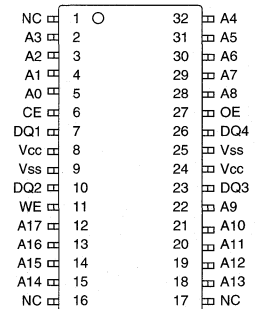 NC 1 32 A4
A3 2 31 A5
A2 3 30 A6
A1 4 29 A7
A0 5 28 A8
CE 6 27 OE
DQ1 7 26 DQ4
Vcc 8 25 Vss
Vss 9 24 Vcc
DQ2 10 23 DQ3
WE 11 22 A9
A17 12 21 A10
A16 13 20 A11
A15 14 19 A12
A14 15 18 A13
NC 16 17 NC